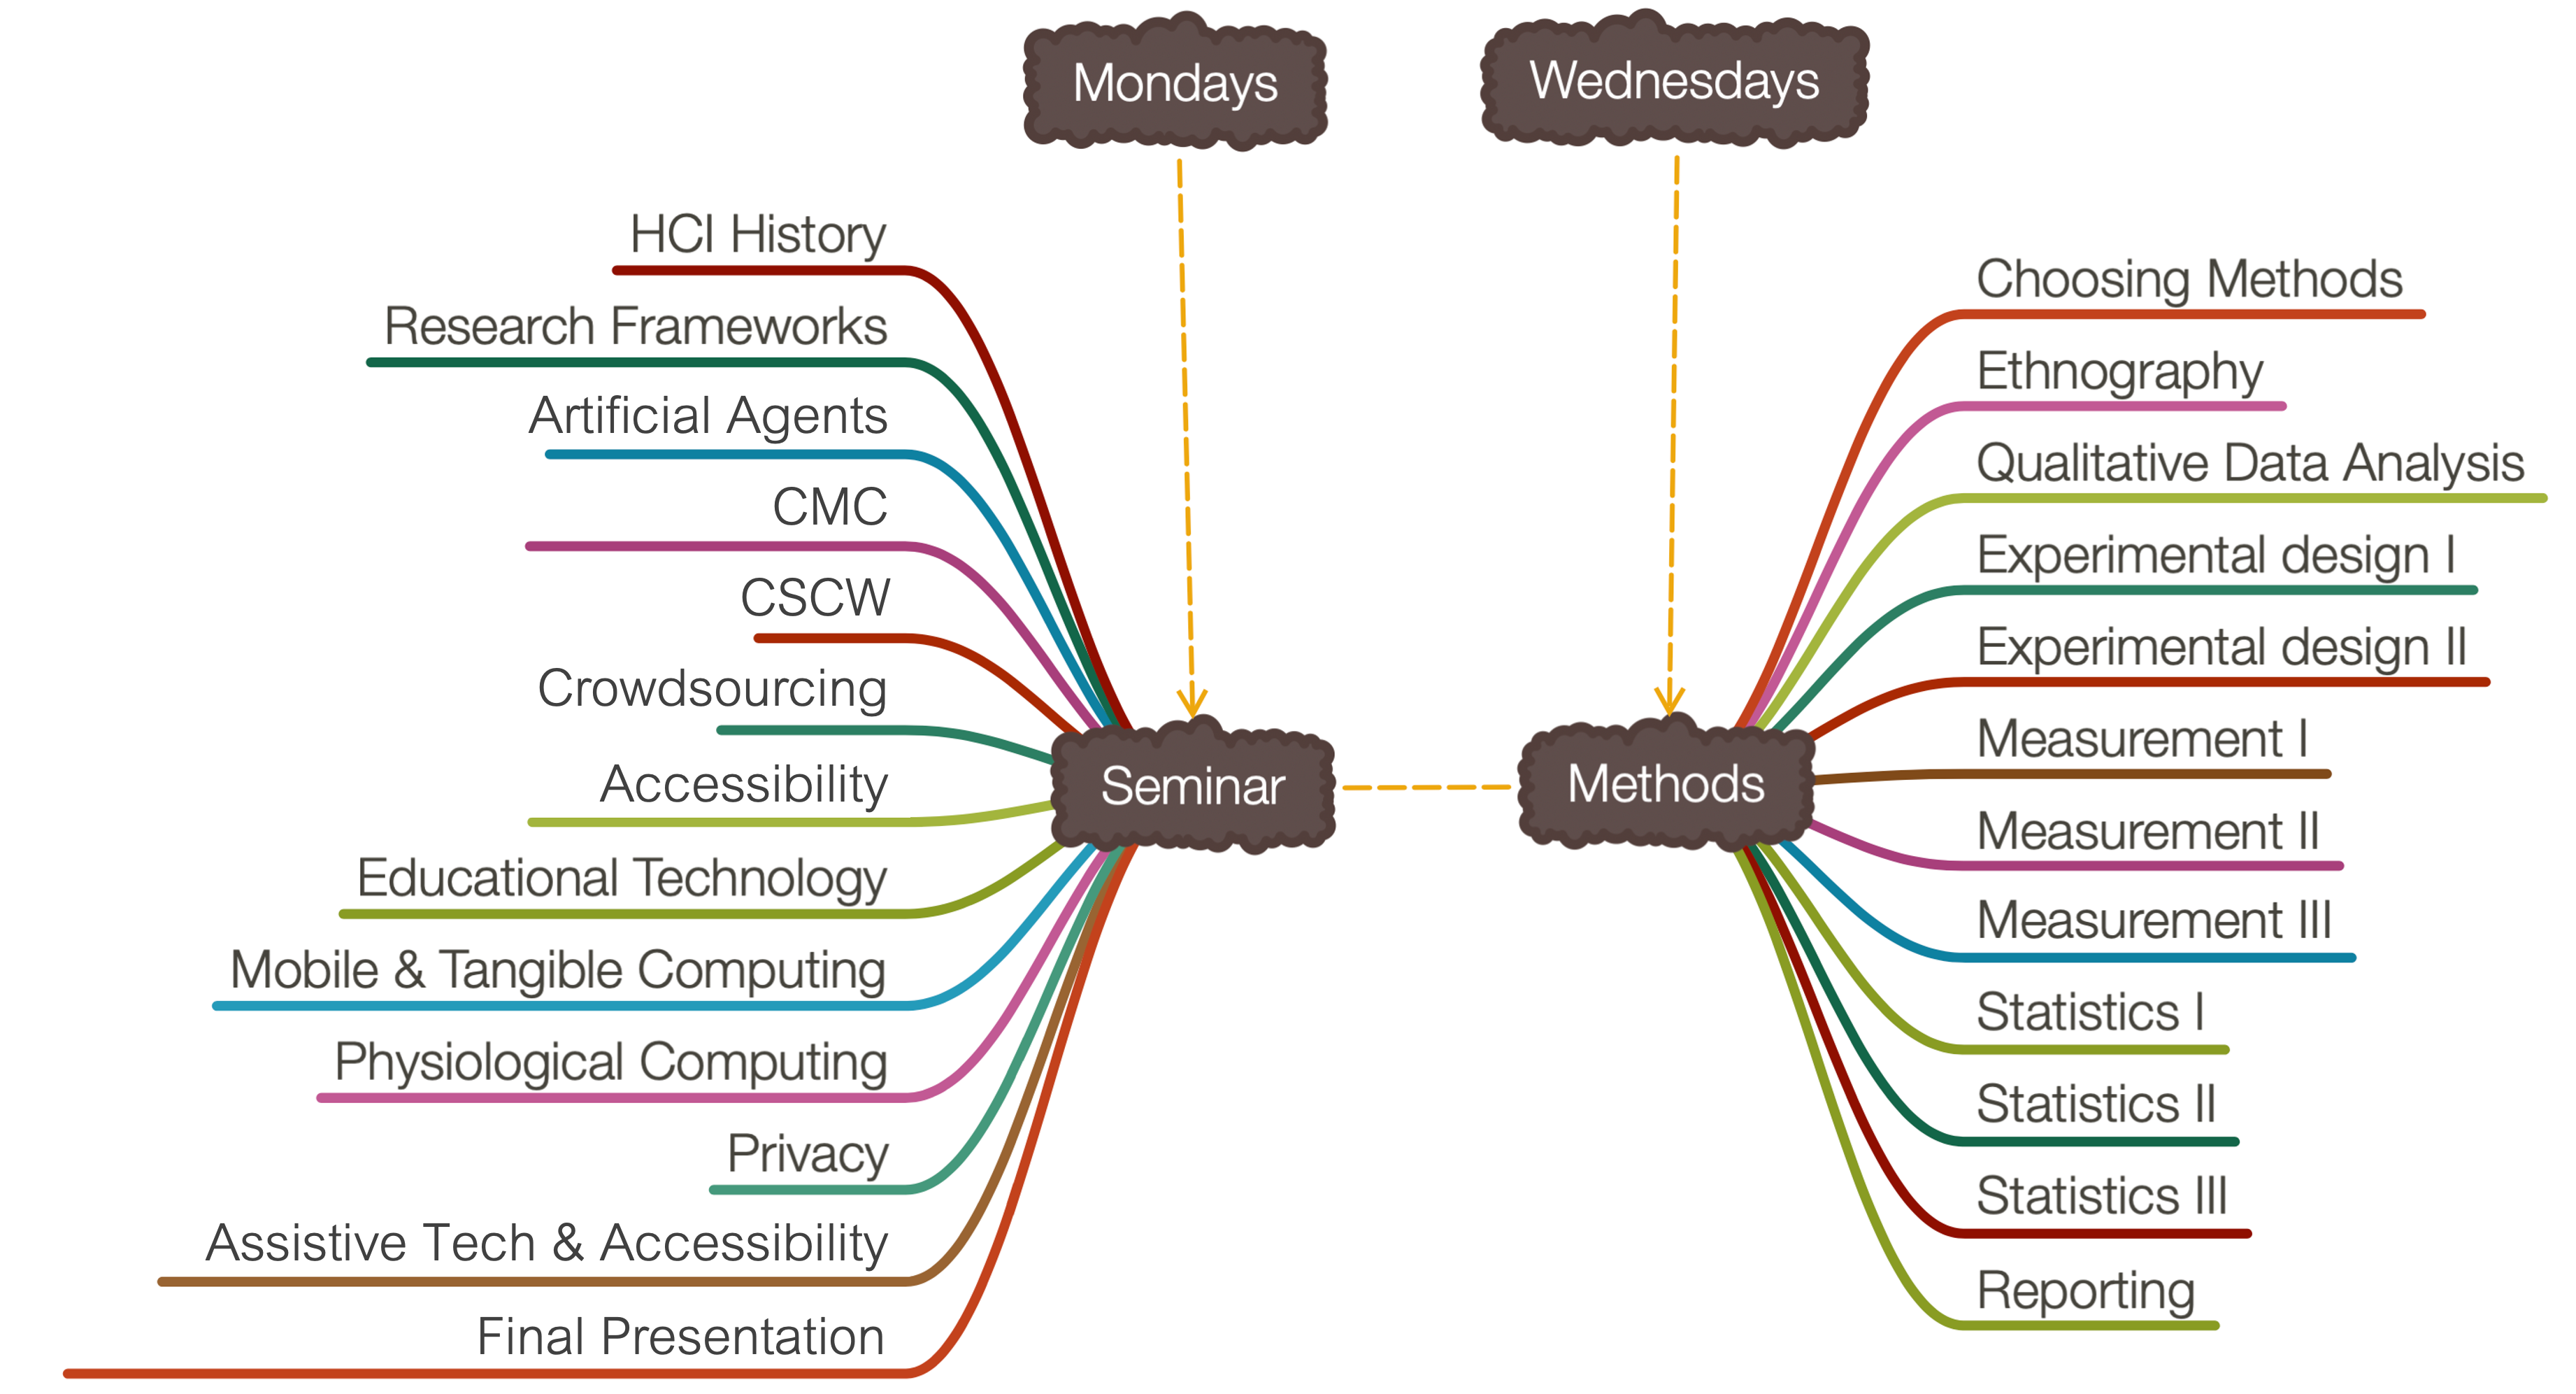 Mondays
Wednesdays
HCI History
Research Frameworks
Artificial Agents
CMC
CSCW
Crowdsourcing
Accessibility
Educational Technology
Mobile & Tangible Computing
Physiological Computing
Privacy
Assistive Tech & Accessibility
Final Presentation
Seminar
Methods
Choosing Methods
Ethnography
Qualitative Data Analysis
Experimental design I
Experimental design II
Measurement I
Measurement II
Measurement III
Statistics I
Statistics II
Statistics III
Reporting